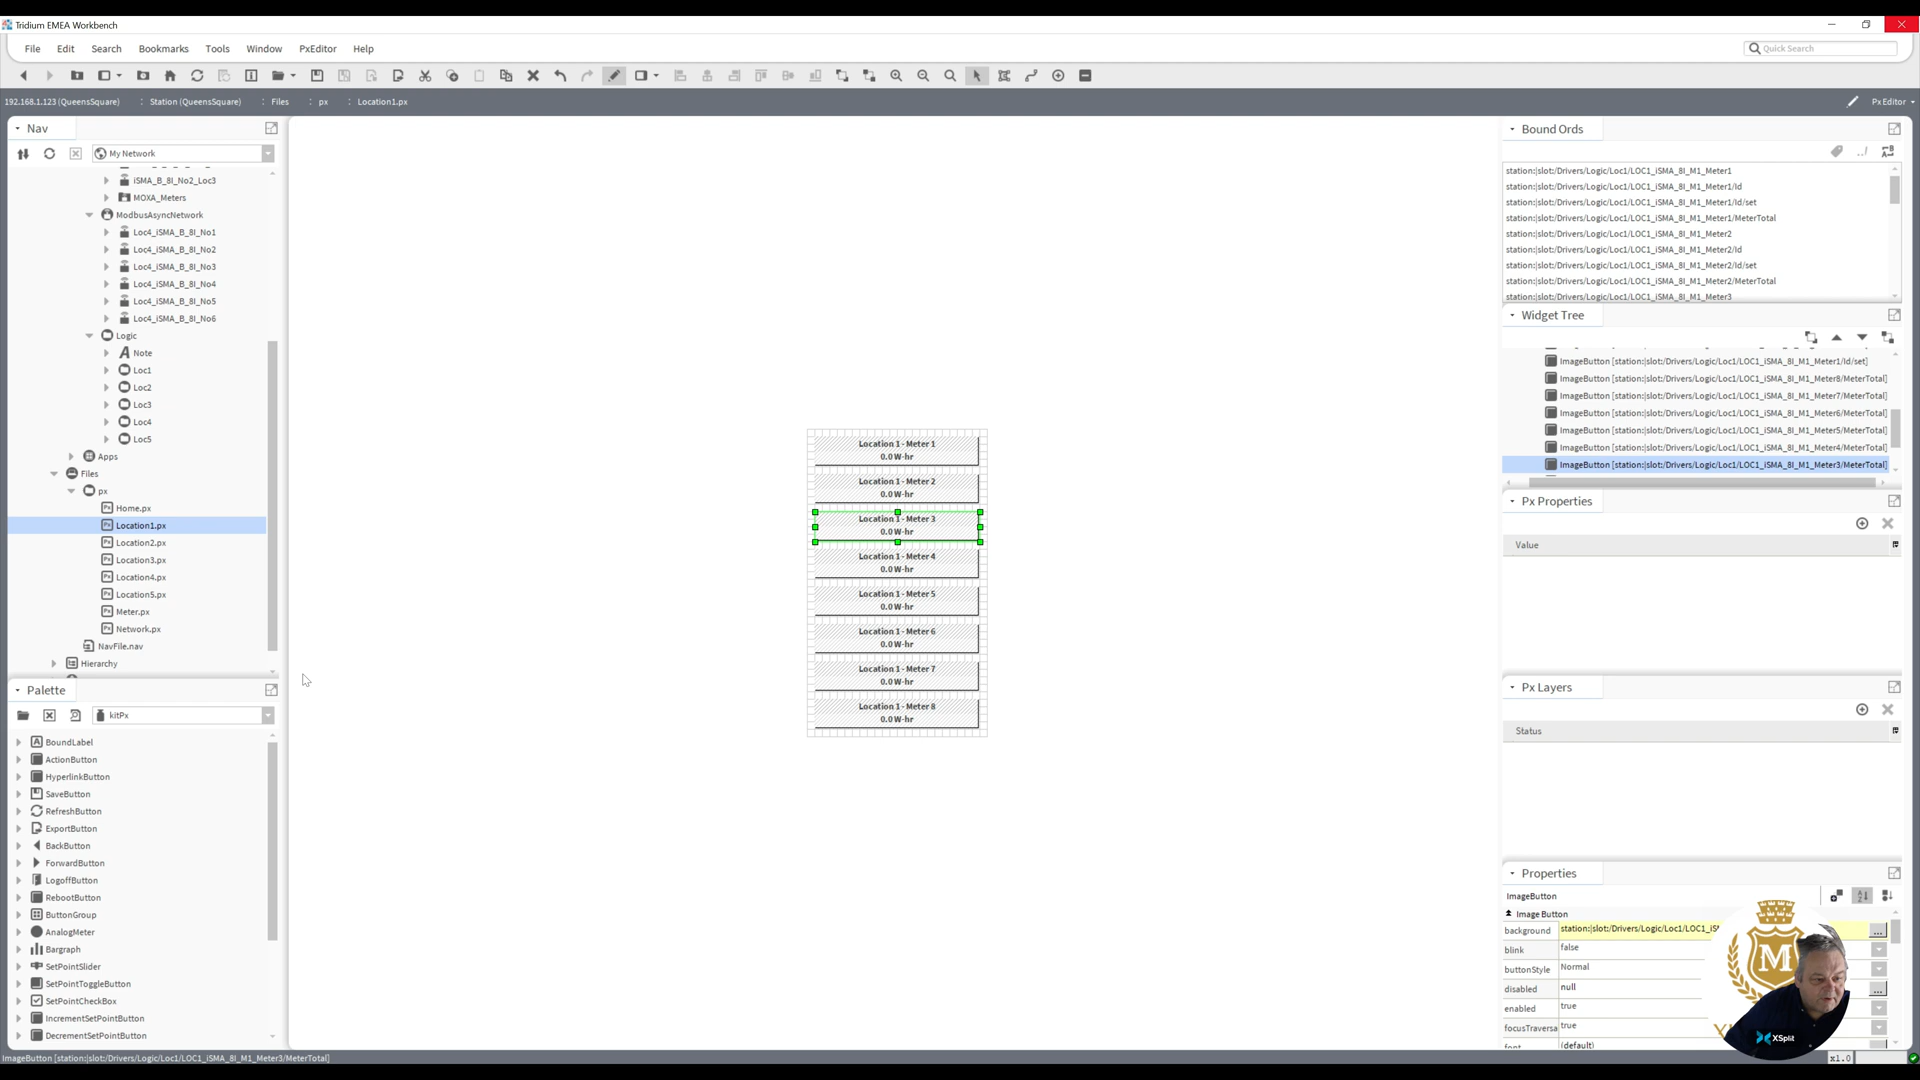 Tridium EMEA Workbench
File Edit Search Bookmarks Tools Window PxEditor Help
Quick Search
192.168.1.123 (QueensSquare) : Station (QueensSquare) : Files : px : Location1.px
PxEditor
Nav
My Network
iSMA_B_8I_No2_Loc3
MOXA_Meters
ModbusAsyncNetwork
Loc4_iSMA_B_8I_No1
Loc4_iSMA_B_8I_No2
Loc4_iSMA_B_8I_No3
Loc4_iSMA_B_8I_No4
Loc4_iSMA_B_8I_No5
Loc4_iSMA_B_8I_No6
Logic
Note
Loc1
Loc2
Loc3
Loc4
Loc5
Apps
Files
px
Home.px
Location1.px
Location2.px
Location3.px
Location4.px
Location5.px
Meter.px
Network.px
NavFile.nav
Hierarchy
Palette
kitPx
BoundLabel
ActionButton
HyperlinkButton
SaveButton
RefreshButton
ExportButton
BackButton
ForwardButton
LogoffButton
RebootButton
ButtonGroup
AnalogMeter
Bargraph
SetPointSlider
SetPointToggleButton
SetPointCheckBox
IncrementSetPointButton
DecrementSetPointButton
Location 1 - Meter 1
0.0 W-hr
Location 1 - Meter 2
0.0 W-hr
Location 1 - Meter 3
0.0 W-hr
Location 1 - Meter 4
0.0 W-hr
Location 1 - Meter 5
0.0 W-hr
Location 1 - Meter 6
0.0 W-hr
Location 1 - Meter 7
0.0 W-hr
Location 1 - Meter 8
0.0 W-hr
Bound Ords
station:|slot:/Drivers/Logic/Loc1/LOC1_iSMA_8I_M1_Meter1
station:|slot:/Drivers/Logic/Loc1/LOC1_iSMA_8I_M1_Meter1/Id
station:|slot:/Drivers/Logic/Loc1/LOC1_iSMA_8I_M1_Meter1/Id/set
station:|slot:/Drivers/Logic/Loc1/LOC1_iSMA_8I_M1_Meter1/MeterTotal
station:|slot:/Drivers/Logic/Loc1/LOC1_iSMA_8I_M1_Meter2
station:|slot:/Drivers/Logic/Loc1/LOC1_iSMA_8I_M1_Meter2/Id
station:|slot:/Drivers/Logic/Loc1/LOC1_iSMA_8I_M1_Meter2/Id/set
station:|slot:/Drivers/Logic/Loc1/LOC1_iSMA_8I_M1_Meter2/MeterTotal
station:|slot:/Drivers/Logic/Loc1/LOC1_iSMA_8I_M1_Meter3
Widget Tree
ImageButton [station:|slot:/Drivers/Logic/Loc1/LOC1_iSMA_8I_M1_Meter1/Id/set]
ImageButton [station:|slot:/Drivers/Logic/Loc1/LOC1_iSMA_8I_M1_Meter8/MeterTotal]
ImageButton [station:|slot:/Drivers/Logic/Loc1/LOC1_iSMA_8I_M1_Meter7/MeterTotal]
ImageButton [station:|slot:/Drivers/Logic/Loc1/LOC1_iSMA_8I_M1_Meter6/MeterTotal]
ImageButton [station:|slot:/Drivers/Logic/Loc1/LOC1_iSMA_8I_M1_Meter5/MeterTotal]
ImageButton [station:|slot:/Drivers/Logic/Loc1/LOC1_iSMA_8I_M1_Meter4/MeterTotal]
ImageButton [station:|slot:/Drivers/Logic/Loc1/LOC1_iSMA_8I_M1_Meter3/MeterTotal]
Px Properties
Value
Px Layers
Status
Properties
ImageButton
Image Button
background station:|slot:/Drivers/Logic/Loc1/LOC1_iS
blink false
buttonStyle Normal
disabled null
enabled true
focusTraversa true
font (default)
M
XSplit
ImageButton [station:|slot:/Drivers/Logic/Loc1/LOC1_iSMA_8I_M1_Meter3/MeterTotal]
x1.0